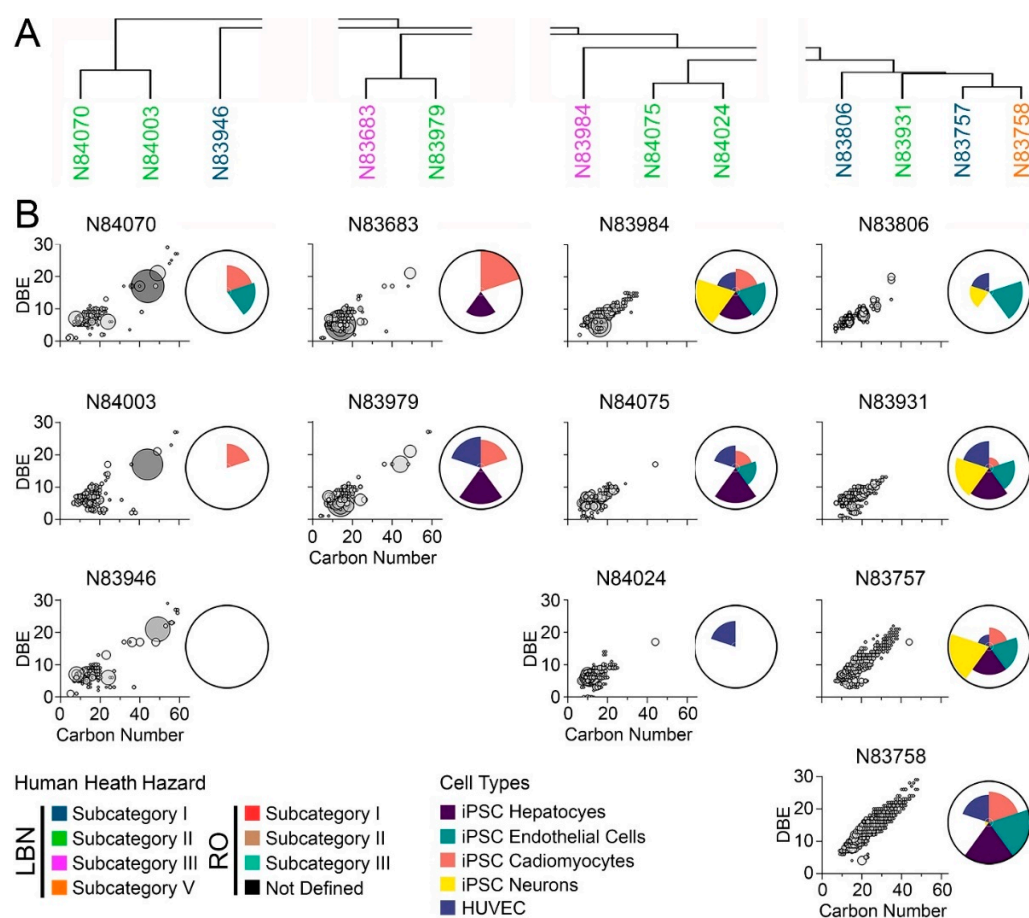 A
N84070
N84003
N83946
N83683
N83979
N83984
N84075
N84024
N83806
N83931
N83757
N83758
B
N84070
N83683
N83984
N83806
DBE
30
20
10
0
N84003
N83979
N84075
N83931
DBE
30
20
10
0
0 20 40 60
Carbon Number
N83946
N84024
N83757
DBE
30
20
10
0
0 20 40 60
Carbon Number
DBE
30
20
10
0
0 20 40 60
Carbon Number
N83758
DBE
30
20
10
0
0 20 40 60
Carbon Number
Human Heath Hazard
LBN
Subcategory I
Subcategory II
Subcategory III
Subcategory V
RO
Subcategory I
Subcategory II
Subcategory III
Not Defined
Cell Types
iPSC Hepatocytes
iPSC Endothelial Cells
iPSC Cadiomyocytes
iPSC Neurons
HUVEC